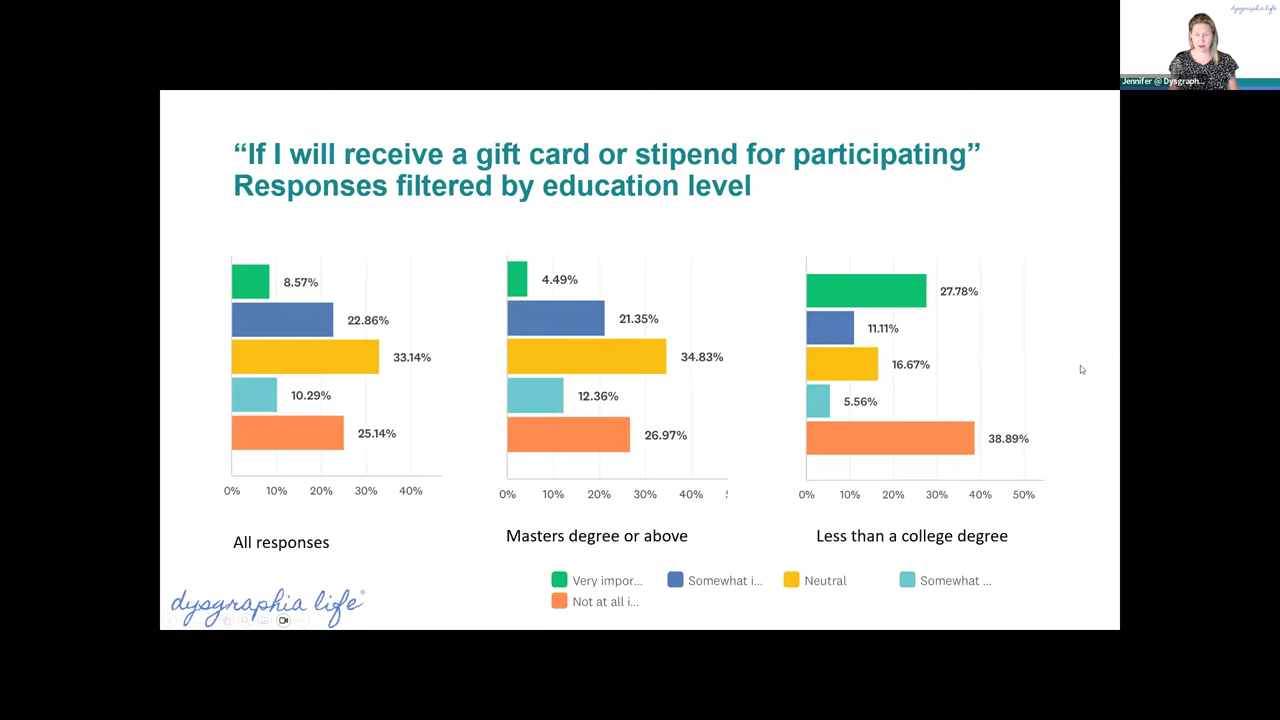 dysgraphia life
Jennifer @ Dysgraph...
“If I will receive a gift card or stipend for participating”
Responses filtered by education level
8.57%
22.86%
33.14%
10.29%
25.14%
0% 10% 20% 30% 40%
All responses
4.49%
21.35%
34.83%
12.36%
26.97%
0% 10% 20% 30% 40%
Masters degree or above
27.78%
11.11%
16.67%
5.56%
38.89%
0% 10% 20% 30% 40% 50%
Less than a college degree
Very impor... Somewhat i... Neutral Somewhat ...
Not at all i...
dysgraphia life®